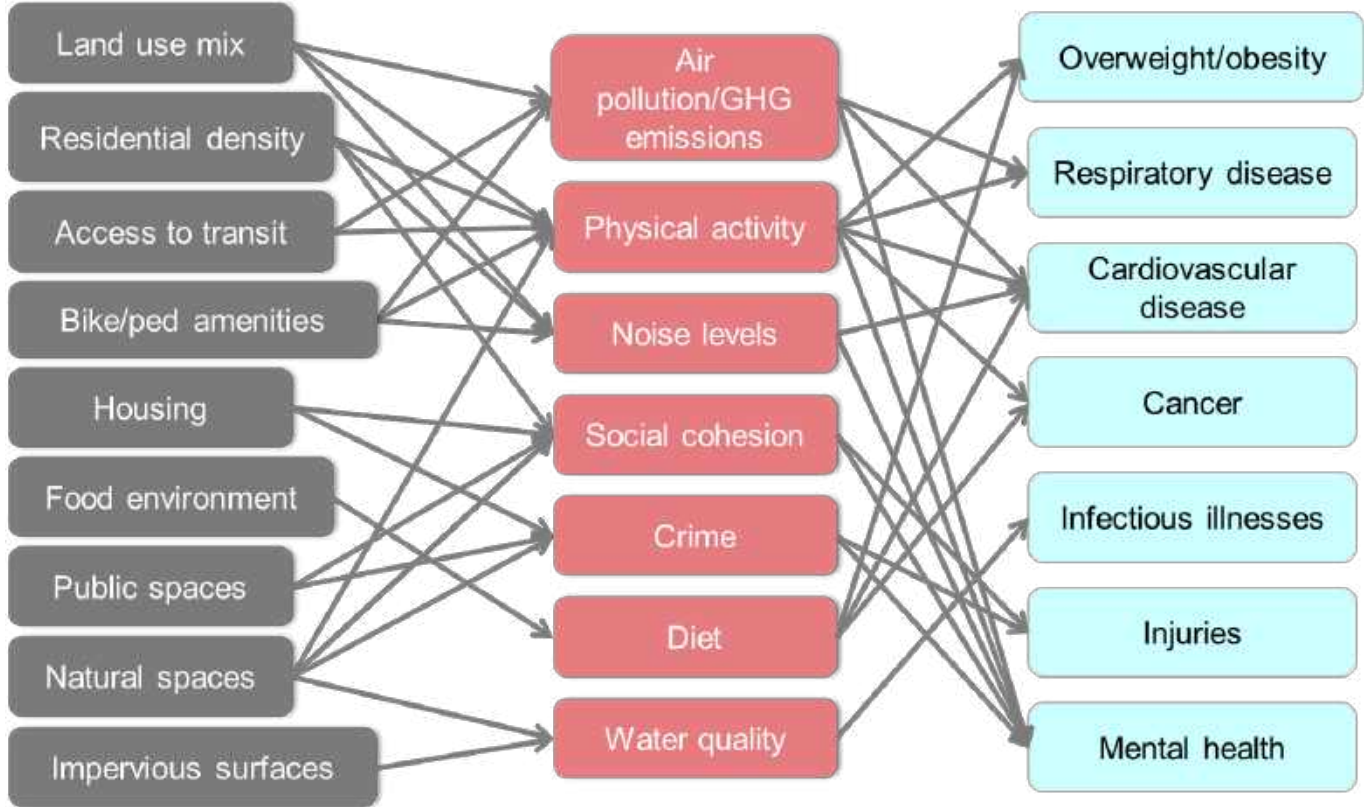 Land use mix
Residential density
Access to transit
Bike/ped amenities
Housing
Food environment
Public spaces
Natural spaces
Impervious surfaces
Air
pollution/GHG
emissions
Physical activity
Noise levels
Social cohesion
Crime
Diet
Water quality
Overweight/obesity
Respiratory disease
Cardiovascular
disease
Cancer
Infectious illnesses
Injuries
Mental health